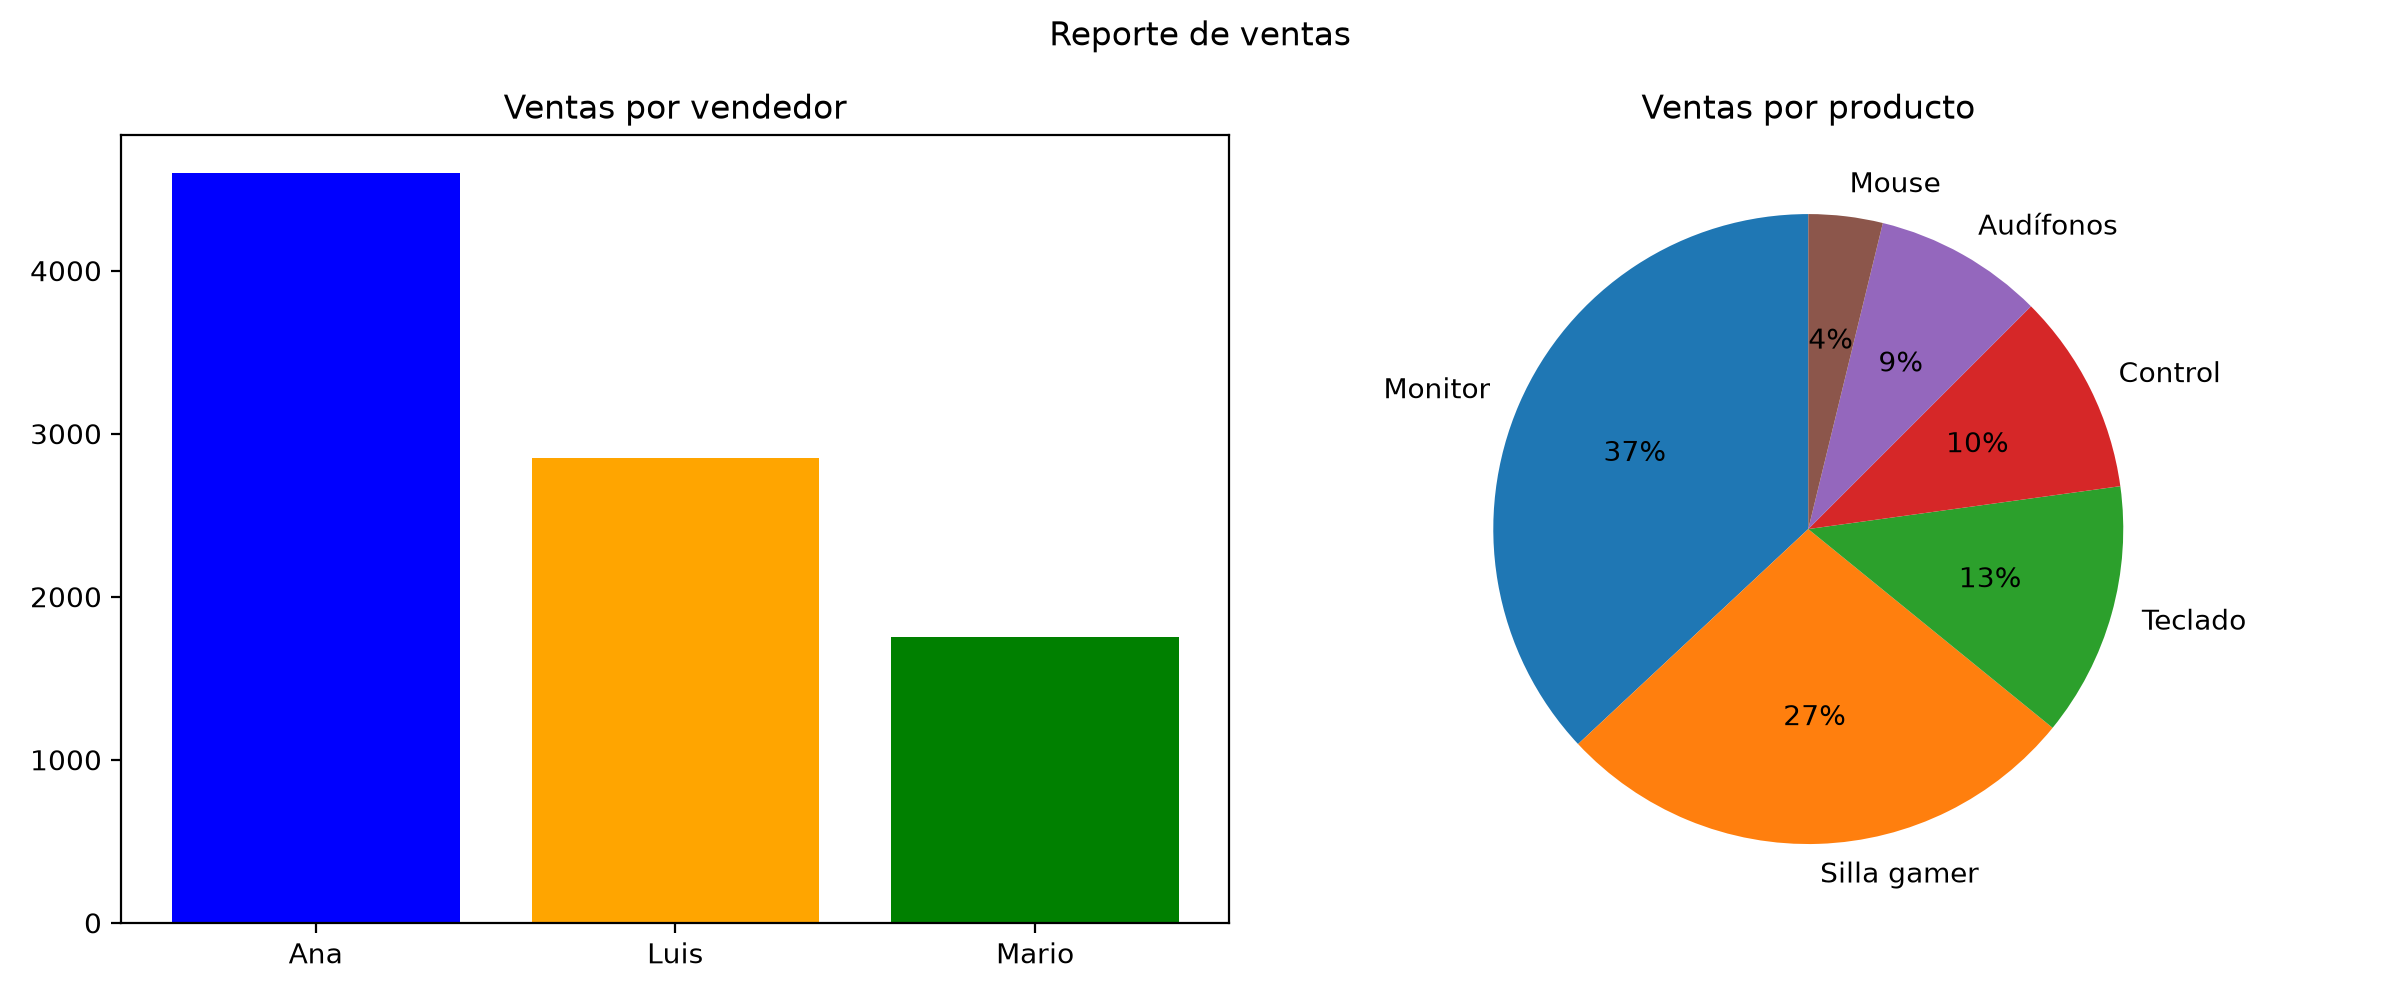 Reporte de ventas
Ventas por vendedor
4000
3000
2000
1000
0
Ana
Luis
Mario
Ventas por producto
Mouse
Audífonos
Control
Teclado
Silla gamer
Monitor
4%
9%
10%
13%
27%
37%